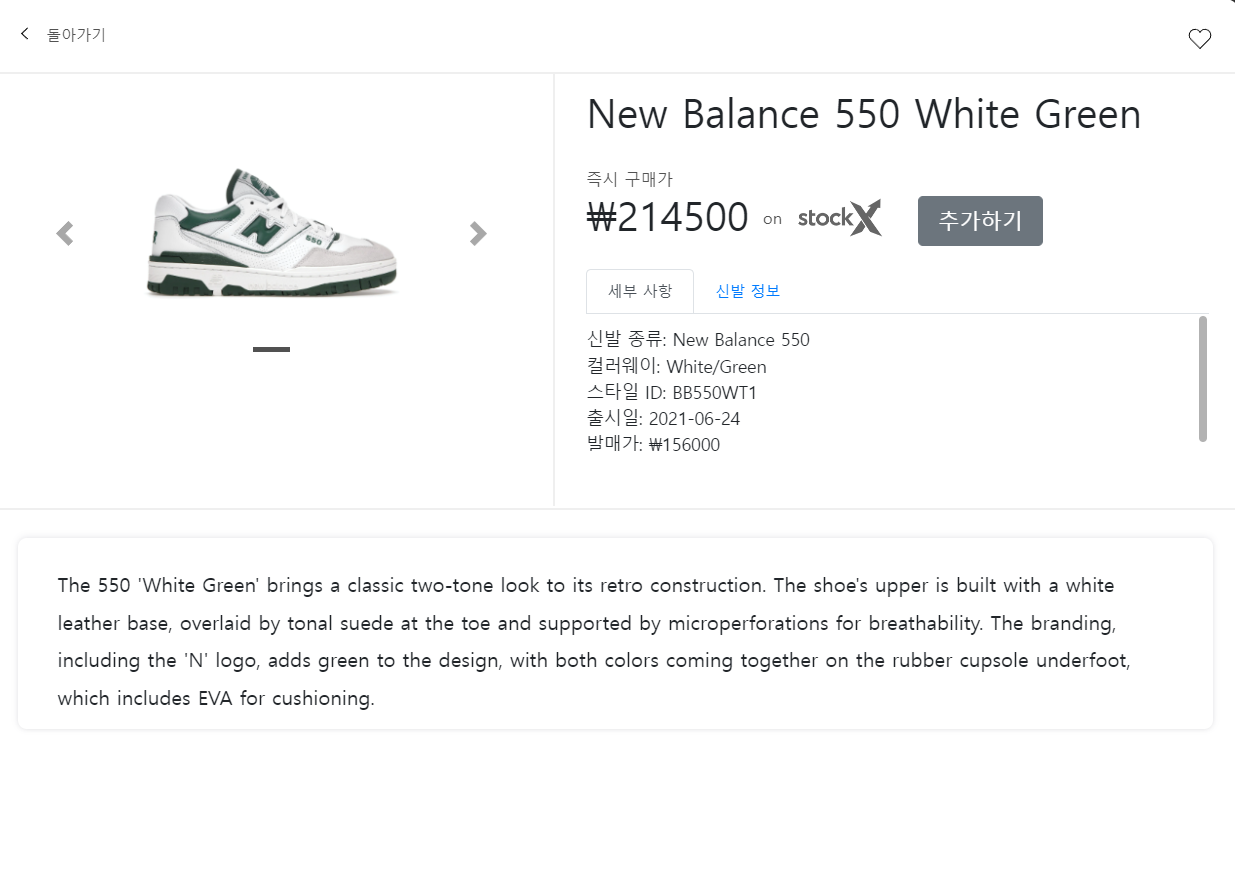 돌아가기
New Balance 550 White Green
즉시 구매가
₩214500 on stockX 추가하기
세부 사항 신발 정보
신발 종류: New Balance 550
컬러웨이: White/Green
스타일 ID: BB550WT1
출시일: 2021-06-24
발매가: ₩156000
N 550
The 550 'White Green' brings a classic two-tone look to its retro construction. The shoe's upper is built with a white
leather base, overlaid by tonal suede at the toe and supported by microperforations for breathability. The branding,
including the 'N' logo, adds green to the design, with both colors coming together on the rubber cupsole underfoot,
which includes EVA for cushioning.